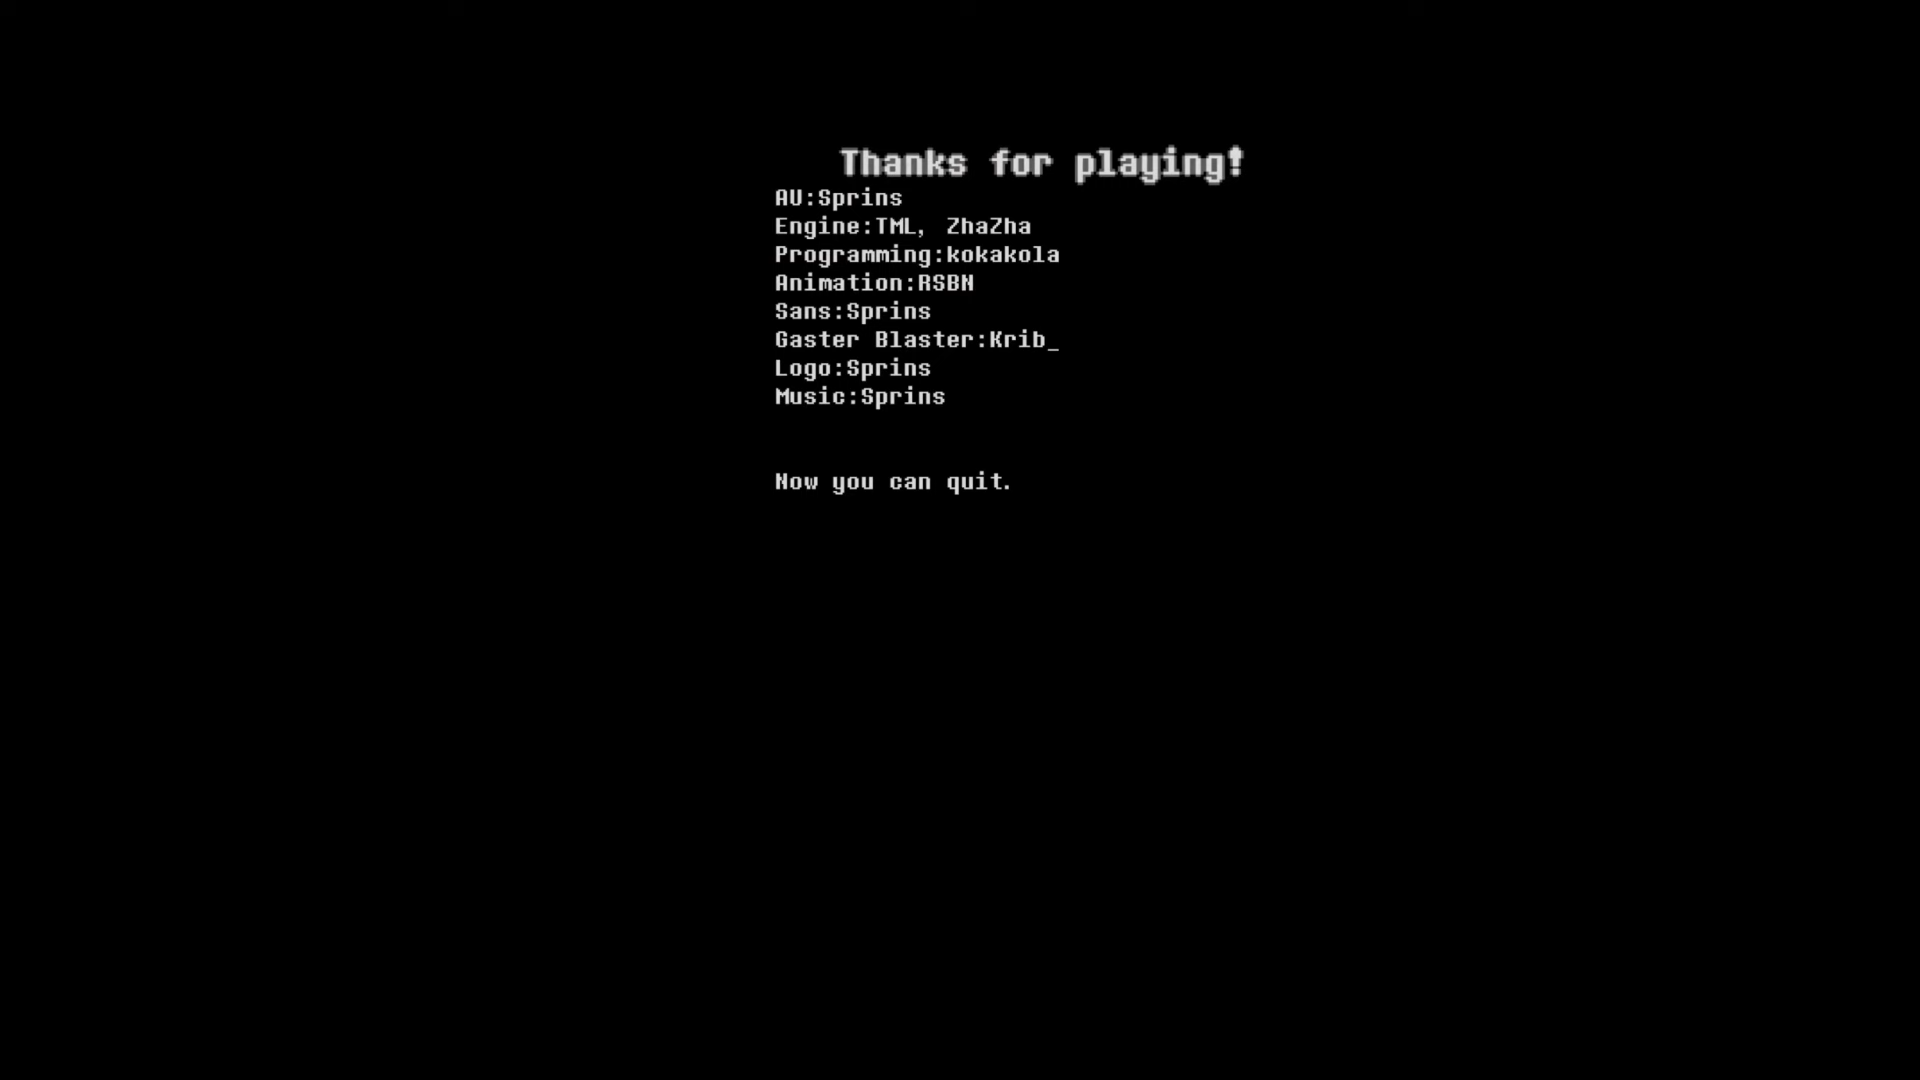 Thanks for playing!
AU:Sprins
Engine:TML, ZhaZha
Programming:kokakola
Animation:RSBN
Sans:Sprins
Gaster Blaster:Krib_
Logo:Sprins
Music:Sprins
Now you can quit.